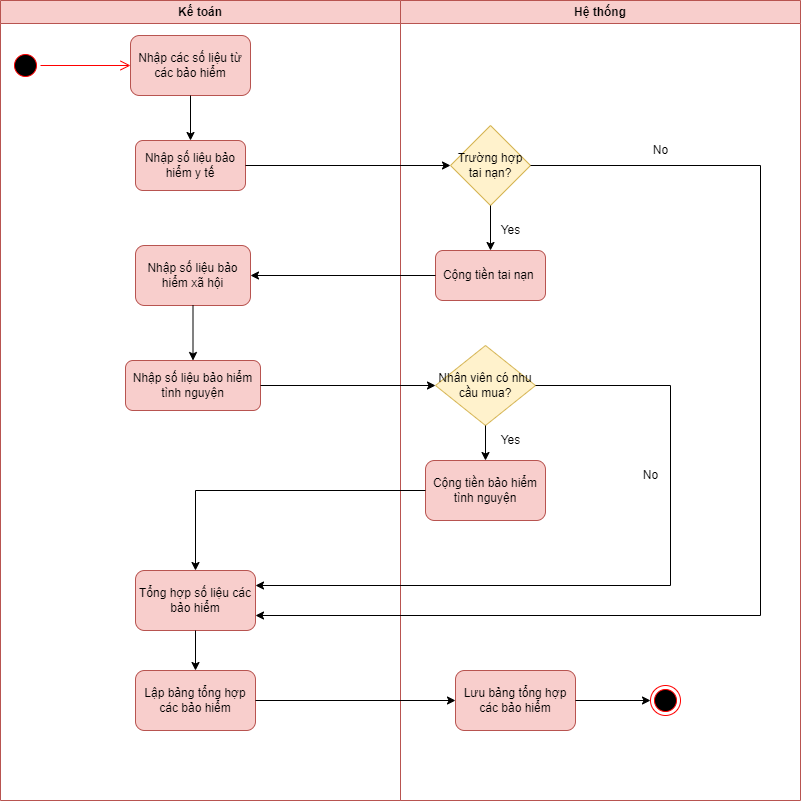 Kế toán
Hệ thống
Nhập các số liệu từ
các bảo hiểm
Nhập số liệu bảo
hiểm y tế
Trường hợp
tai nạn?
No
Yes
Nhập số liệu bảo
hiểm xã hội
Cộng tiền tai nạn
Nhập số liệu bảo hiểm
tình nguyện
Nhân viên có nhu
cầu mua?
Yes
No
Cộng tiền bảo hiểm
tình nguyện
Tổng hợp số liệu các
bảo hiểm
Lập bảng tổng hợp
các bảo hiểm
Lưu bảng tổng hợp
các bảo hiểm